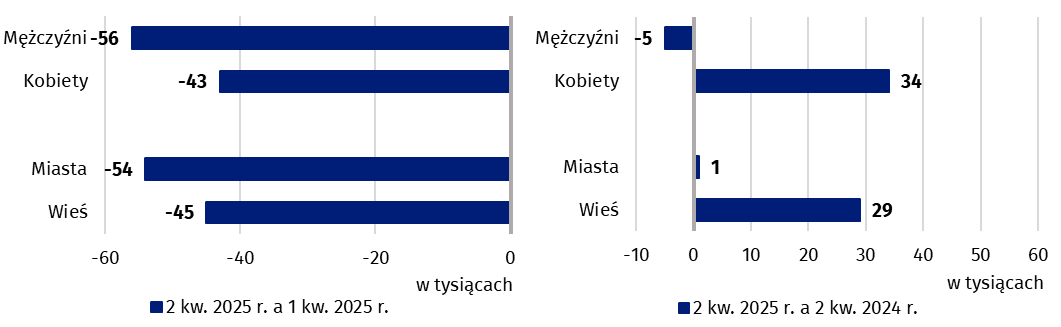 Mężczyźni -56
Kobiety -43
Miasta -54
Wieś -45
-60 -40 -20 0
w tysiącach
2 kw. 2025 r. a 1 kw. 2025 r.
Mężczyźni -5
Kobiety 34
Miasta 1
Wieś 29
-10 0 10 20 30 40 50 60
w tysiącach
2 kw. 2025 r. a 2 kw. 2024 r.